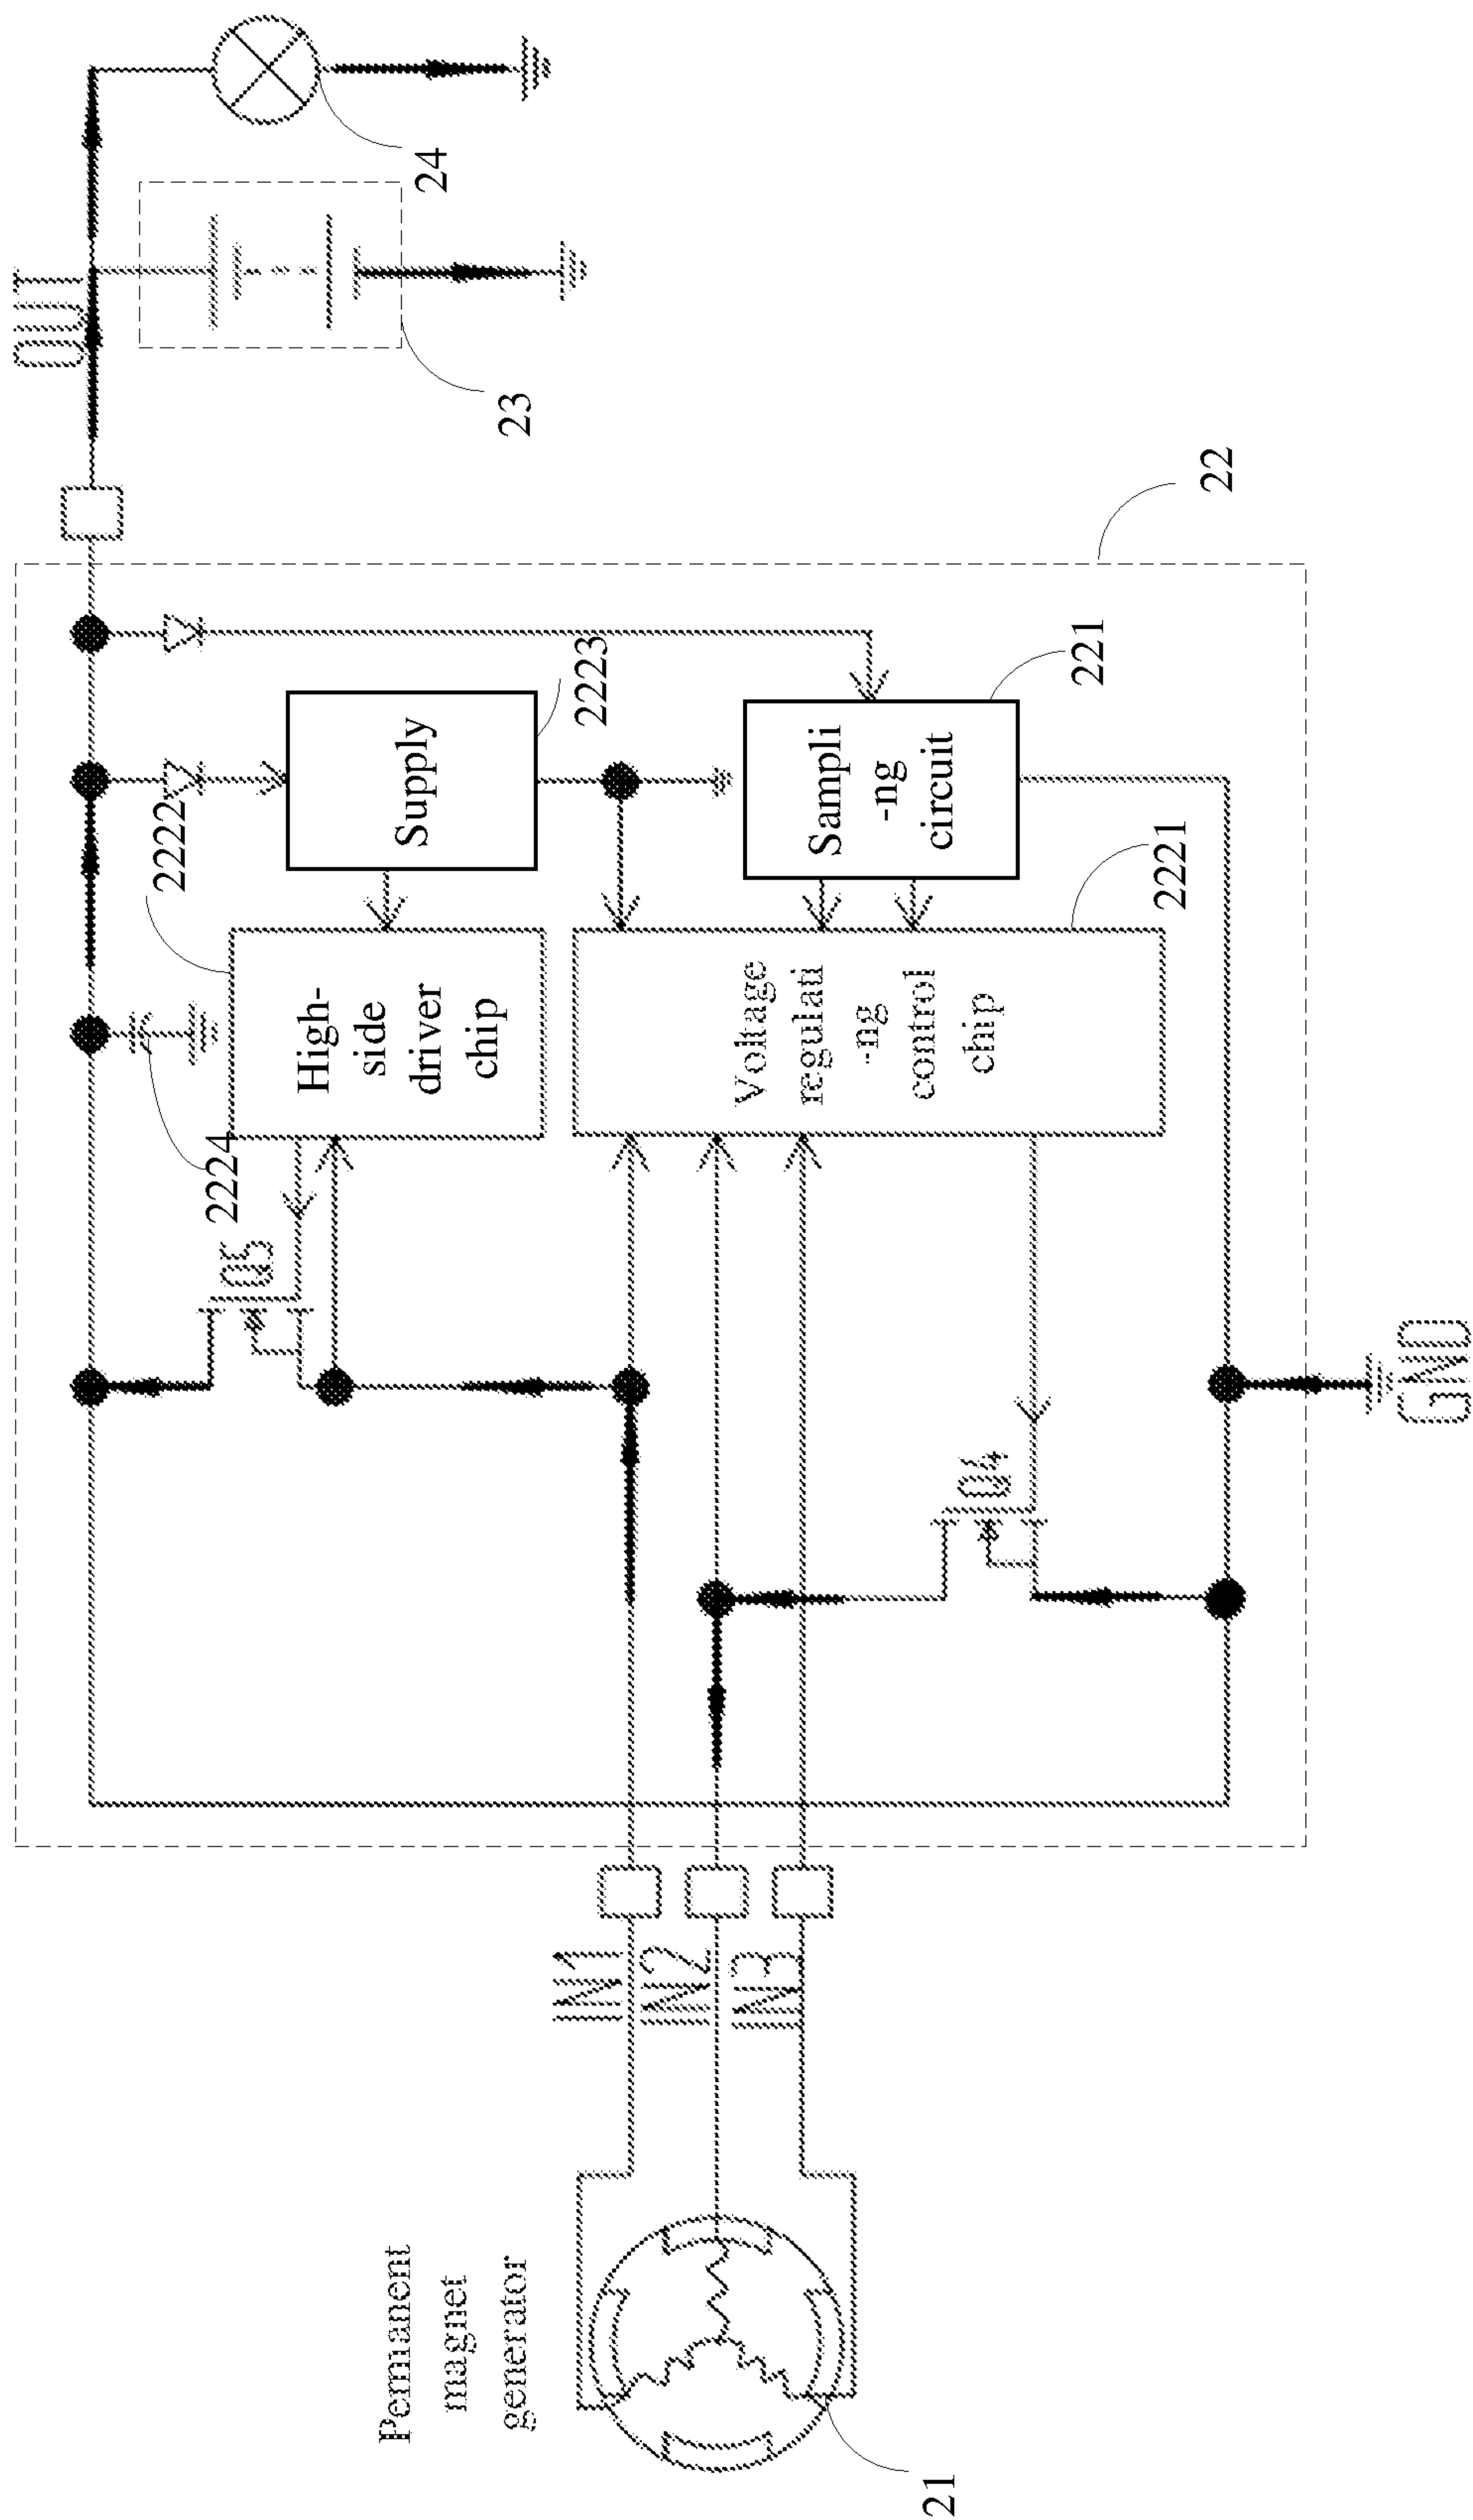 Permanent
magnet
generator
21
IN1
IN2
IN3
Q5
Q4
GND
2224
High-
side
driver
chip
2222
Voltage
regulati
-ng
control
chip
2221
Supply
2223
Sampli
-ng
circuit
221
22
OUT
23
24